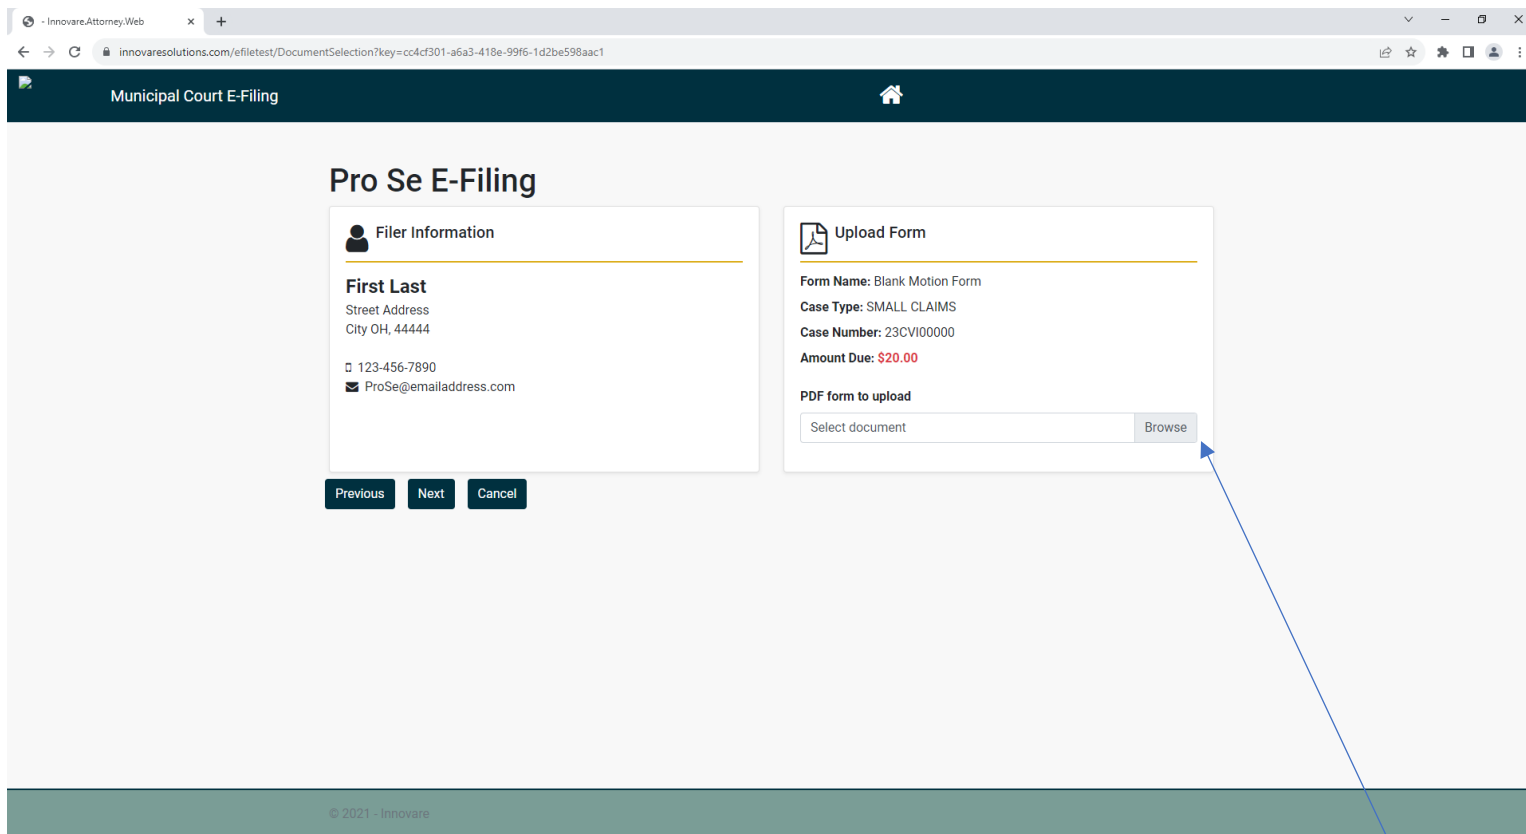 - Innovare.Attorney.Web
innovaresolutions.com/efiletest/DocumentSelection?key=cc4cf301-a6a3-418e-99f6-1d2be598aac1
Municipal Court E-Filing
Pro Se E-Filing
Filer Information
First Last
Street Address
City OH, 44444
123-456-7890
ProSe@emailaddress.com
Upload Form
Form Name: Blank Motion Form
Case Type: SMALL CLAIMS
Case Number: 23CVI00000
Amount Due: $20.00
PDF form to upload
Select document Browse
Previous Next Cancel
© 2021 - Innovare